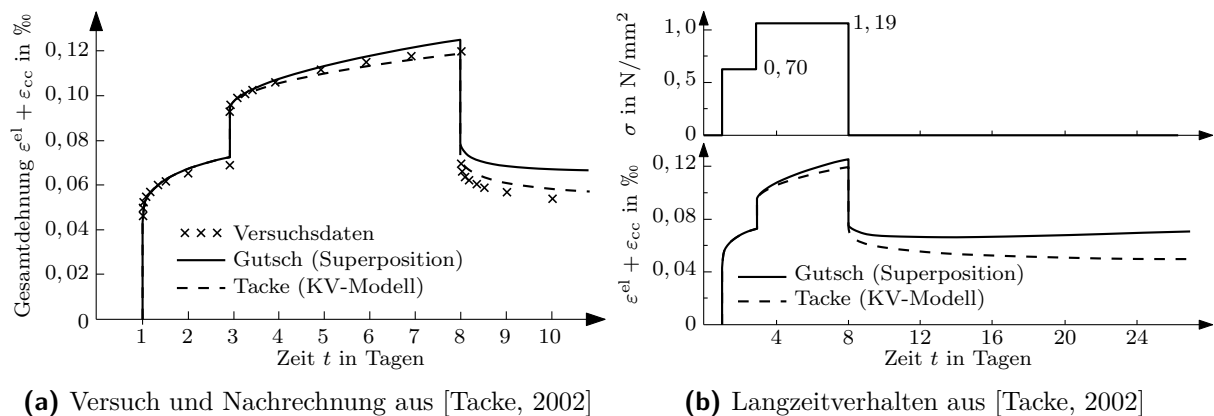 Gesamtdehnung ε^el + ε_cc in ‰
0,12
0,10
0,08
0,06
0,04
0,02
0
× × × × Versuchsdaten
Gutsch (Superposition)
Tacke (KV-Modell)
1 2 3 4 5 6 7 8 9 10
Zeit t in Tagen
(a) Versuch und Nachrechnung aus [Tacke, 2002]
σ in N/mm²
1,0
0,5
0
1,19
0,70
ε^el + ε_cc in ‰
0,12
0,08
0,04
0
Gutsch (Superposition)
Tacke (KV-Modell)
4 8 12 16 20 24
Zeit t in Tagen
(b) Langzeitverhalten aus [Tacke, 2002]